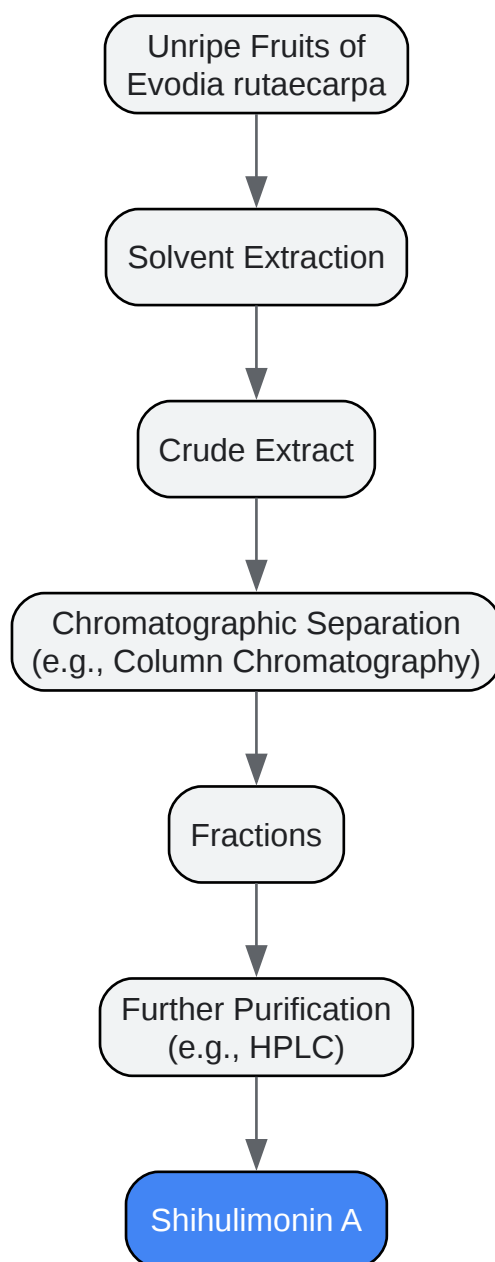 Unripe Fruits of
Evodia rutaecarpa
Solvent Extraction
Crude Extract
Chromatographic Separation
(e.g., Column Chromatography)
Fractions
Further Purification
(e.g., HPLC)
Shihulimonin A